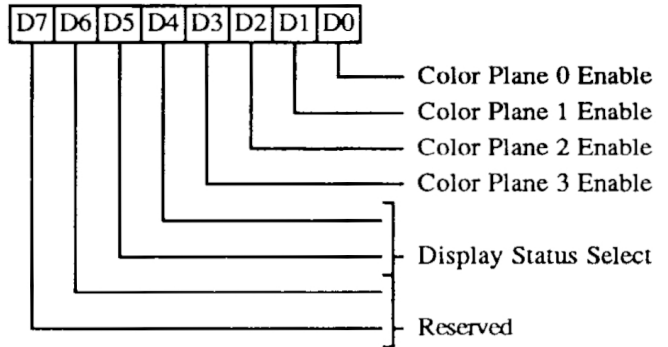 D7 D6 D5 D4 D3 D2 D1 D0
Color Plane 0 Enable
Color Plane 1 Enable
Color Plane 2 Enable
Color Plane 3 Enable
Display Status Select
Reserved